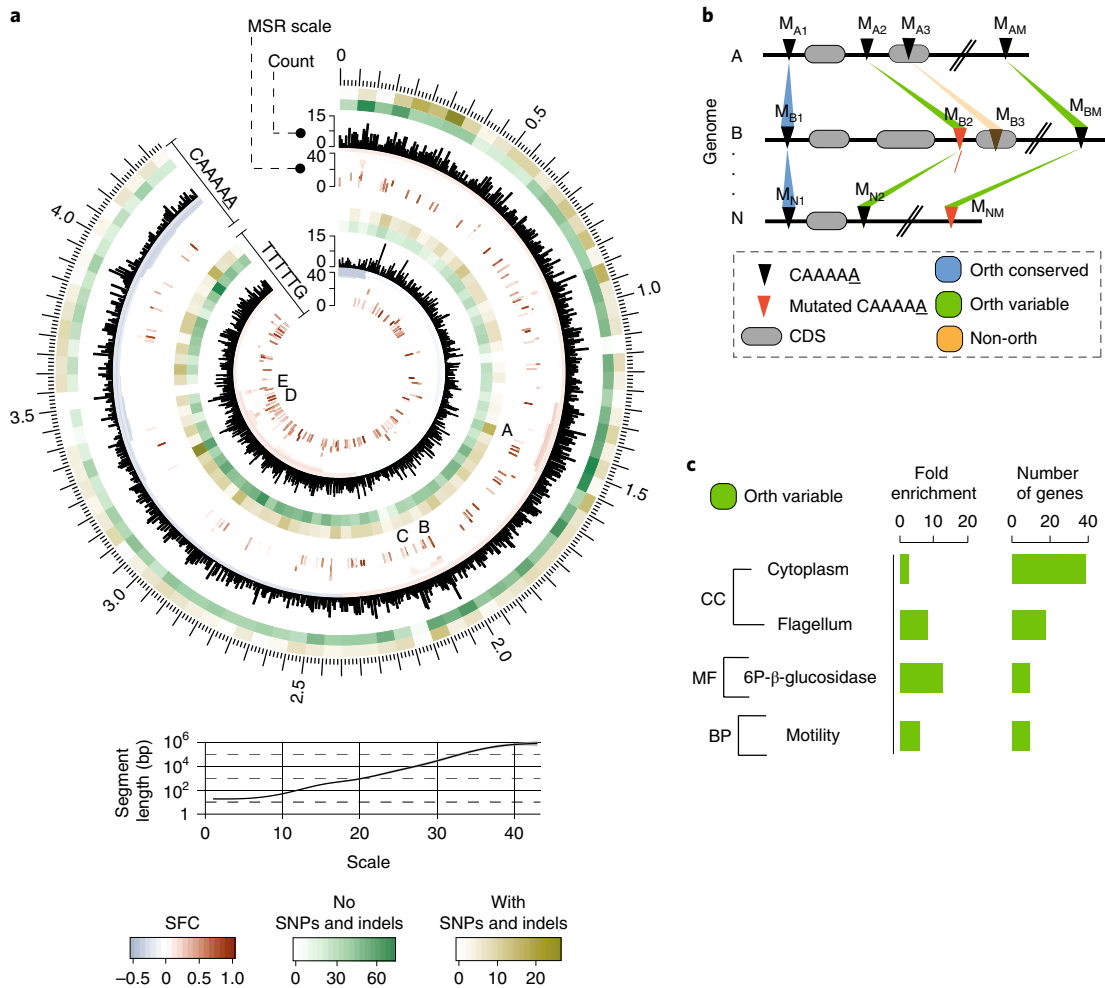 a
MSR scale
Count
0
0.5
1.0
1.5
2.0
2.5
3.0
3.5
4.0
15
0
40
0
15
0
40
0
CAAAAA
TTTTTG
A
B
C
D
E
Segment length (bp)
10^6
10^4
10^2
1
0 10 20 30 40
Scale
SFC
−0.5 0 0.5 1.0
No
SNPs and indels
0 30 60
With
SNPs and indels
0 10 20
b
Genome
A
B
N
M_A1 M_A2 M_A3 M_AM
M_B1 M_B2 M_B3 M_BM
M_N1 M_N2 M_NM
CAAAAA
Mutated CAAAAA
CDS
Orth conserved
Orth variable
Non-orth
c
Orth variable
Fold enrichment
0 10 20
Number of genes
0 20 40
CC
Cytoplasm
Flagellum
MF
6P-β-glucosidase
BP
Motility